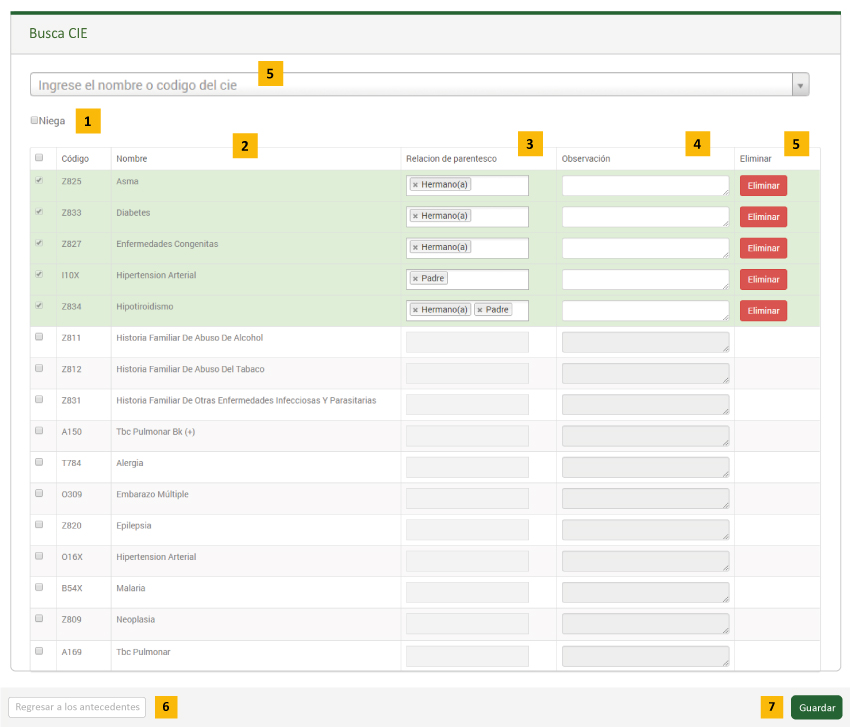 Busca CIE
Ingrese el nombre o codigo del cie 5
Niega 1
2 3 4 5
Código Nombre Relacion de parentesco Observación Eliminar
Z825 Asma × Hermano(a) Eliminar
Z833 Diabetes × Hermano(a) Eliminar
Z827 Enfermedades Congenitas × Hermano(a) Eliminar
I10X Hipertension Arterial × Padre Eliminar
Z834 Hipotiroidismo × Hermano(a) × Padre Eliminar
Z811 Historia Familiar De Abuso De Alcohol
Z812 Historia Familiar De Abuso Del Tabaco
Z831 Historia Familiar De Otras Enfermedades Infecciosas Y Parasitarias
A150 Tbc Pulmonar Bk (+)
T784 Alergia
O309 Embarazo Múltiple
Z820 Epilepsia
O16X Hipertension Arterial
B54X Malaria
Z809 Neoplasia
A169 Tbc Pulmonar
Regresar a los antecedentes 6 7 Guardar